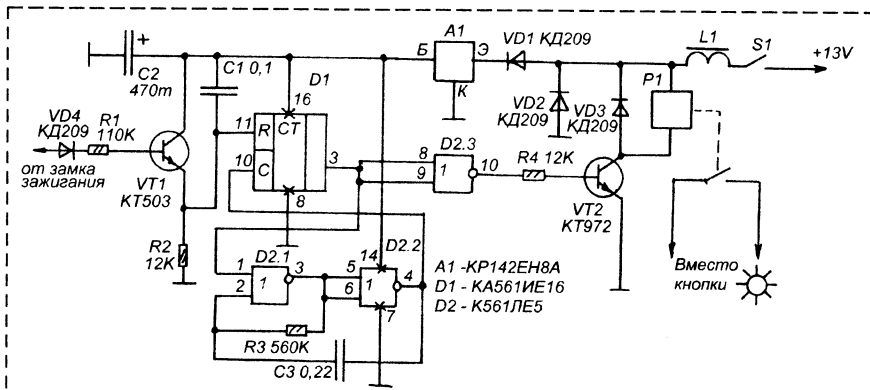 +
C2
470m
C1 0,1
D1
16
Б
A1
Э
К
VD1 КД209
L1
S1
+13V
P1
VD2
КД209
VD3
КД209
VD4
КД209
R1
110K
от замка
зажигания
VT1
КТ503
R2
12K
11
R
CT
10
C
3
8
8
9
D2.3
1
10
R4 12K
VT2
КТ972
D2.1
1
2
1
3
5
6
14
D2.2
1
4
7
R3 560K
C3 0,22
A1 -КР142ЕН8А
D1 - КА561ИЕ16
D2 - К561ЛЕ5
Вместо
кнопки